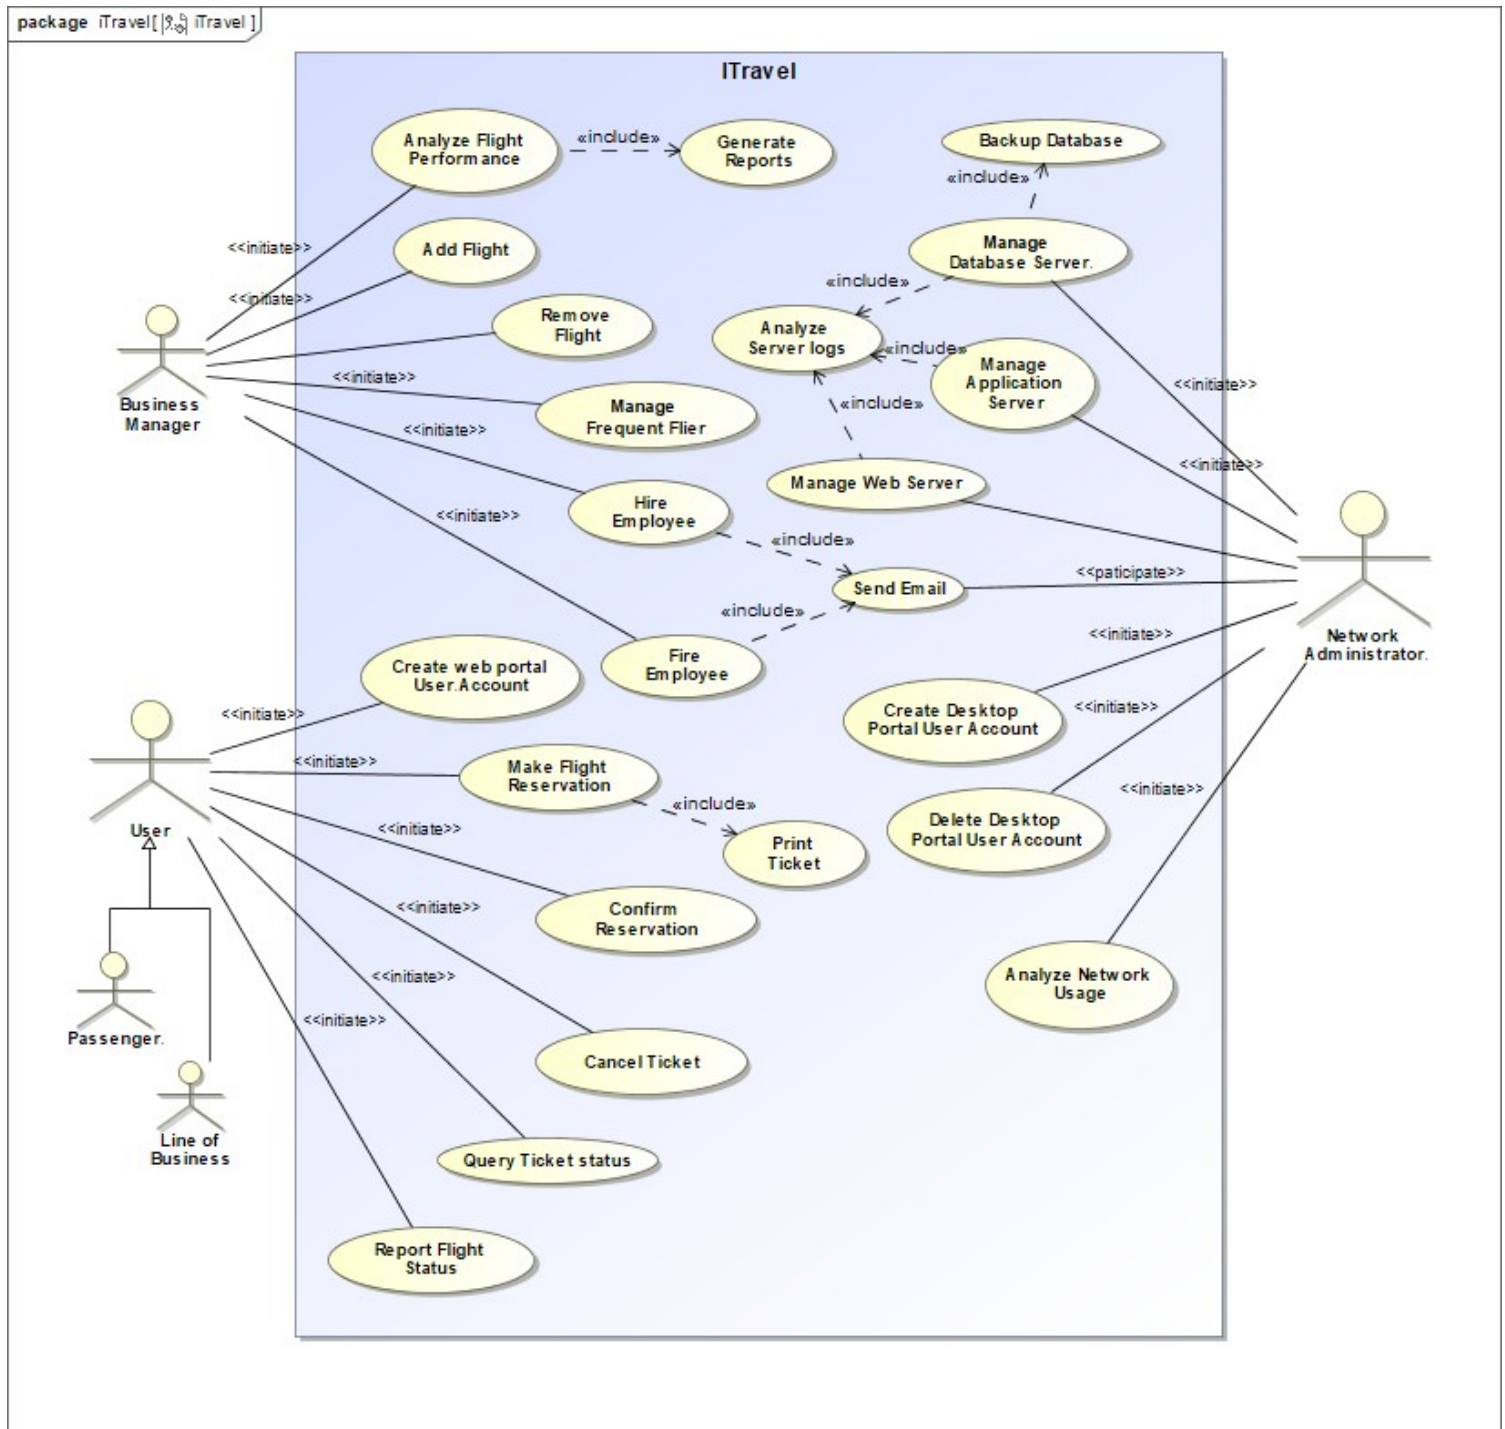 package iTravel[ iTravel ]
ITravel
Analyze Flight
Performance
«include»
Generate
Reports
Backup Database
«include»
<<initiate>>
Add Flight
Manage
Database Server.
<<initiate>>
«include»
Remove
Flight
Analyze
Server logs
«include»
Manage
Application
Server
<<initiate>>
Business
Manager
<<initiate>>
Manage
Frequent Flier.
«include»
<<initiate>>
<<initiate>>
Manage Web Server
Hire
Employee
<<initiate>>
«include»
Send Email
<<paticipate>>
«include»
Network
Administrator.
<<initiate>>
Fire
Employee
Create web portal
User.Account
<<initiate>>
Create Desktop
Portal User Account
<<initiate>>
<<initiate>>
Make Flight
Reservation
«include»
<<initiate>>
User
<<initiate>>
Print
Ticket
Delete Desktop
Portal User Account
<<initiate>>
Confirm
Reservation
<<initiate>>
Analyze Network
Usage
<<initiate>>
Passenger.
Cancel Ticket
Line of
Business
Query Ticket status
Report Flight
Status